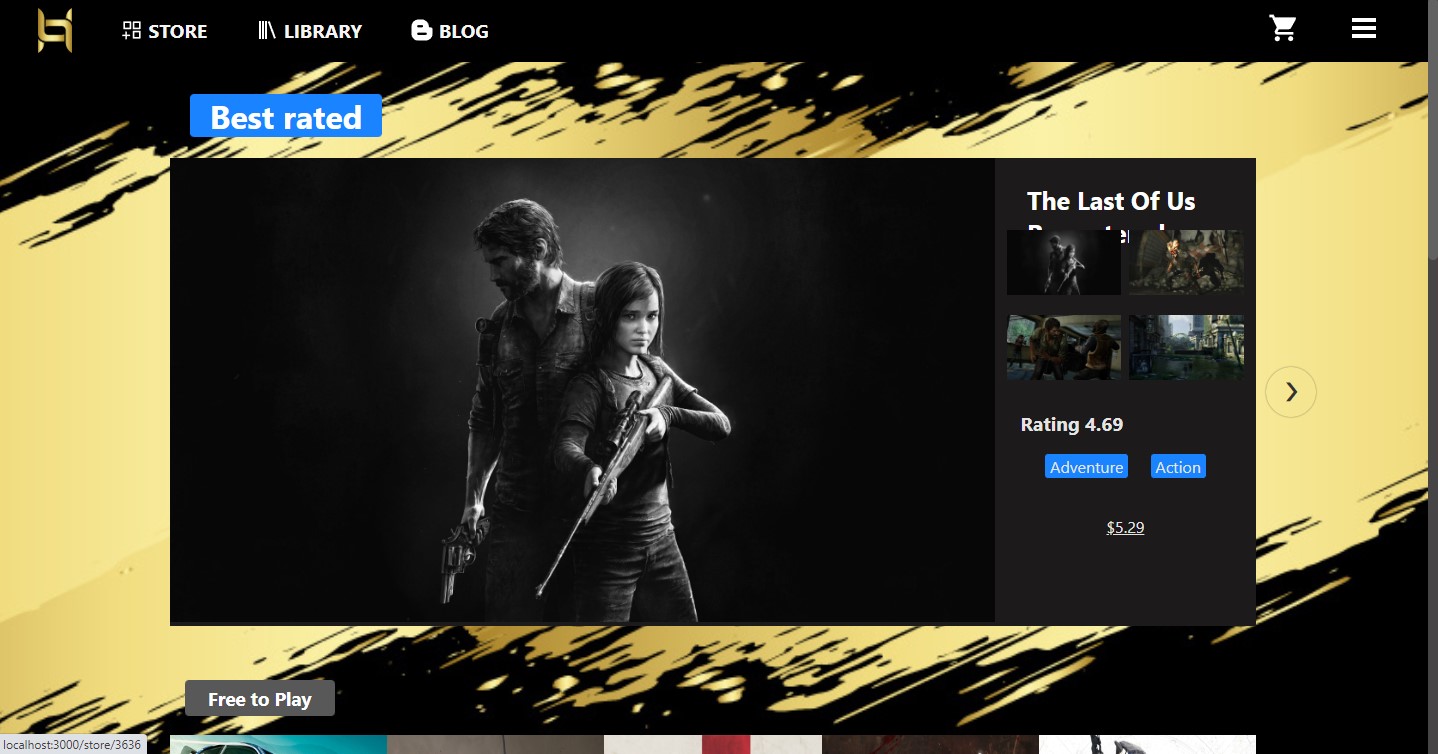 STORE
LIBRARY
BLOG
Best rated
The Last Of Us
Rating 4.69
Adventure
Action
$5.29
Free to Play
localhost:3000/store/3636